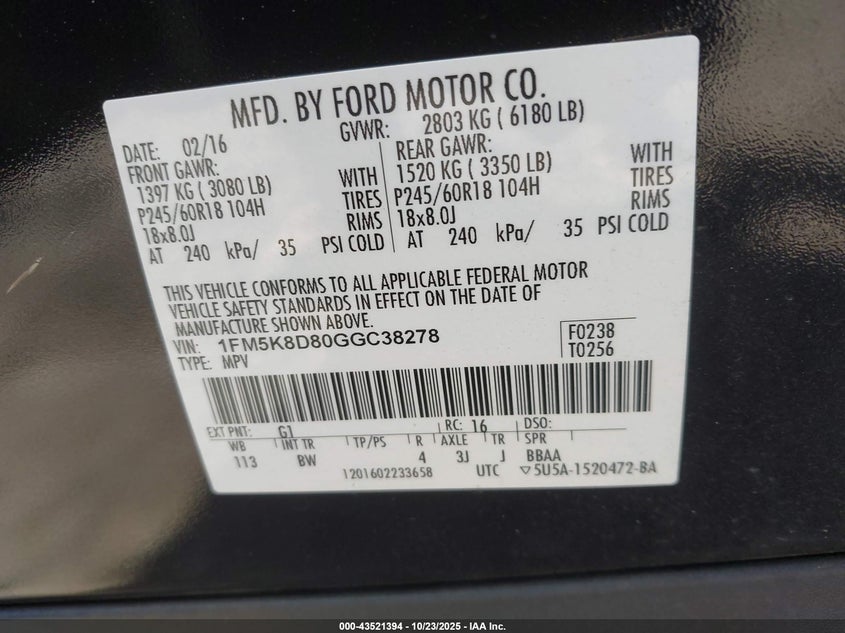 MFD. BY FORD MOTOR CO.
DATE: 02/16 GVWR: 2803 KG ( 6180 LB)
FRONT GAWR: REAR GAWR:
1397 KG ( 3080 LB) WITH 1520 KG ( 3350 LB) WITH
P245/60R18 104H TIRES P245/60R18 104H TIRES
18x8.0J RIMS 18x8.0J RIMS
AT 240 kPa/ 35 PSI COLD AT 240 kPa/ 35 PSI COLD
THIS VEHICLE CONFORMS TO ALL APPLICABLE FEDERAL MOTOR
VEHICLE SAFETY STANDARDS IN EFFECT ON THE DATE OF
MANUFACTURE SHOWN ABOVE.
VIN: 1FM5K8D80GGC38278 F0238
TYPE: MPV T0256
EXT PNT: G1 RC: 16 DSO:
WB INT TR TP/PS R AXLE TR SPR
113 BW 4 3J J BBAA
1201602233658 UTC ▽5U5A-1520472-BA
000-43521394 - 10/23/2025 - IAA Inc.